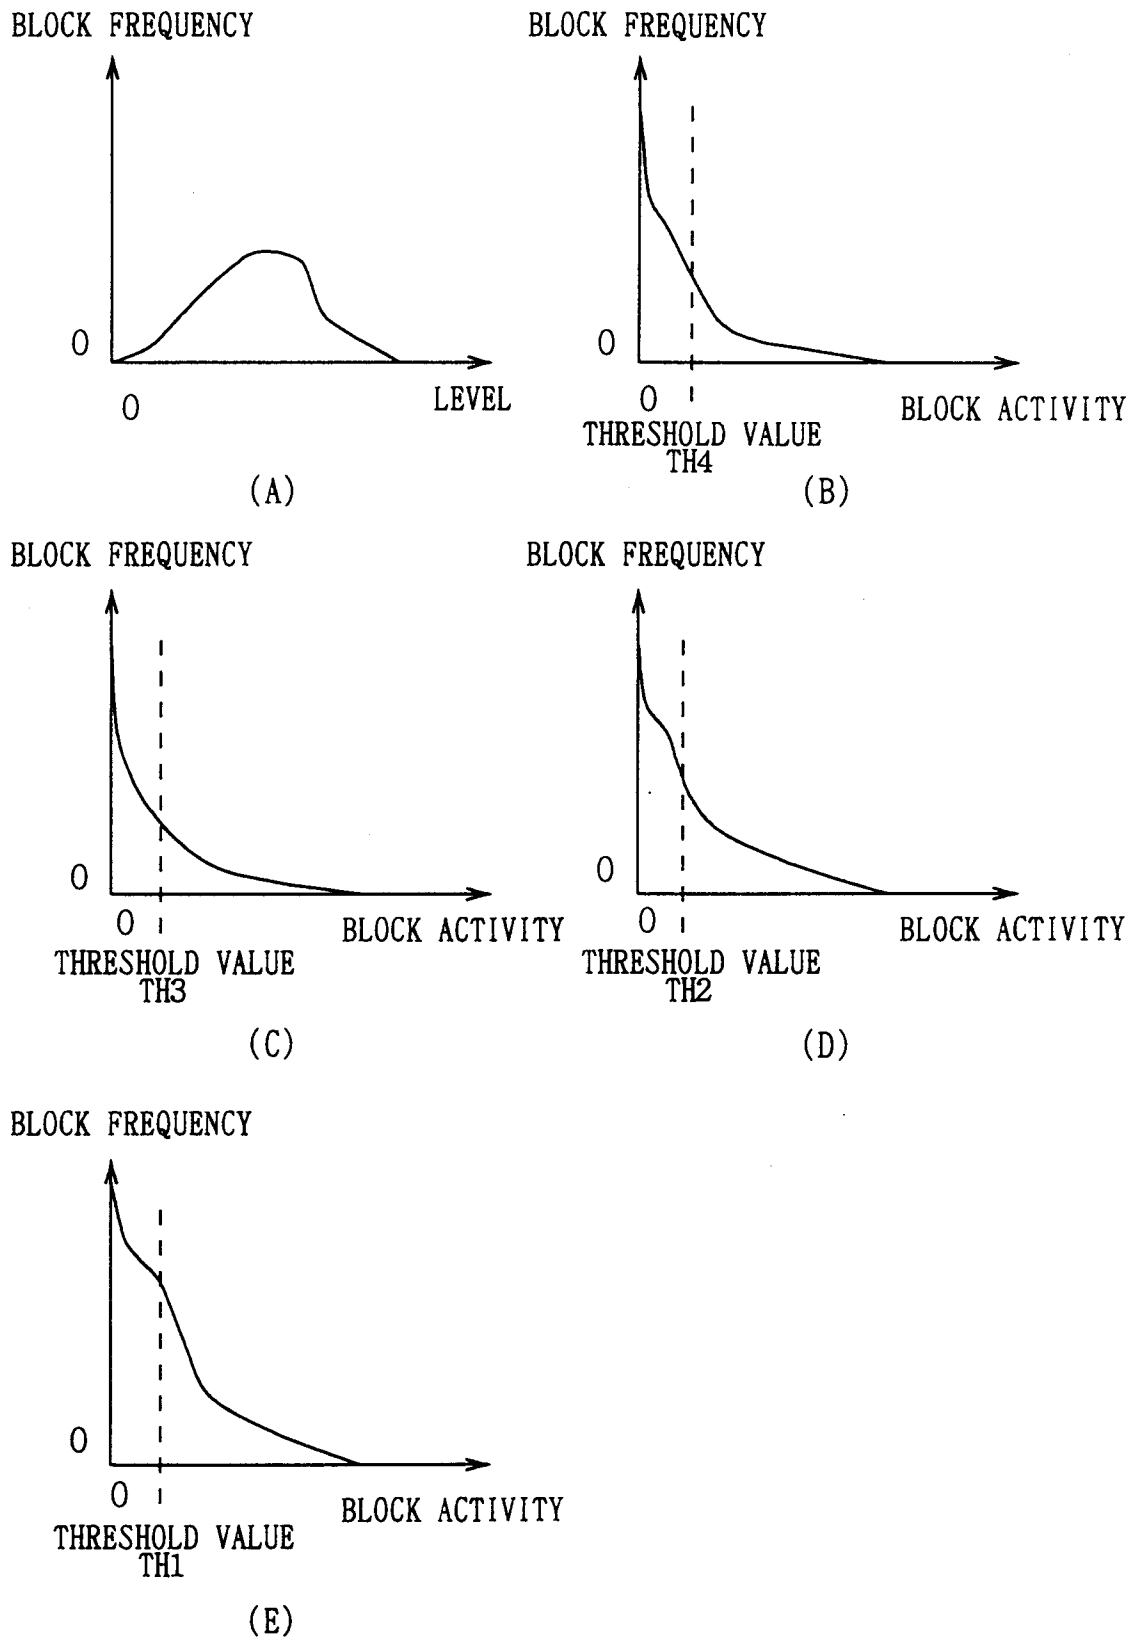 BLOCK FREQUENCY
0
0
LEVEL
(A)
BLOCK FREQUENCY
0
0
BLOCK ACTIVITY
THRESHOLD VALUE
TH4
(B)
BLOCK FREQUENCY
0
0
BLOCK ACTIVITY
THRESHOLD VALUE
TH3
(C)
BLOCK FREQUENCY
0
0
BLOCK ACTIVITY
THRESHOLD VALUE
TH2
(D)
BLOCK FREQUENCY
0
0
BLOCK ACTIVITY
THRESHOLD VALUE
TH1
(E)